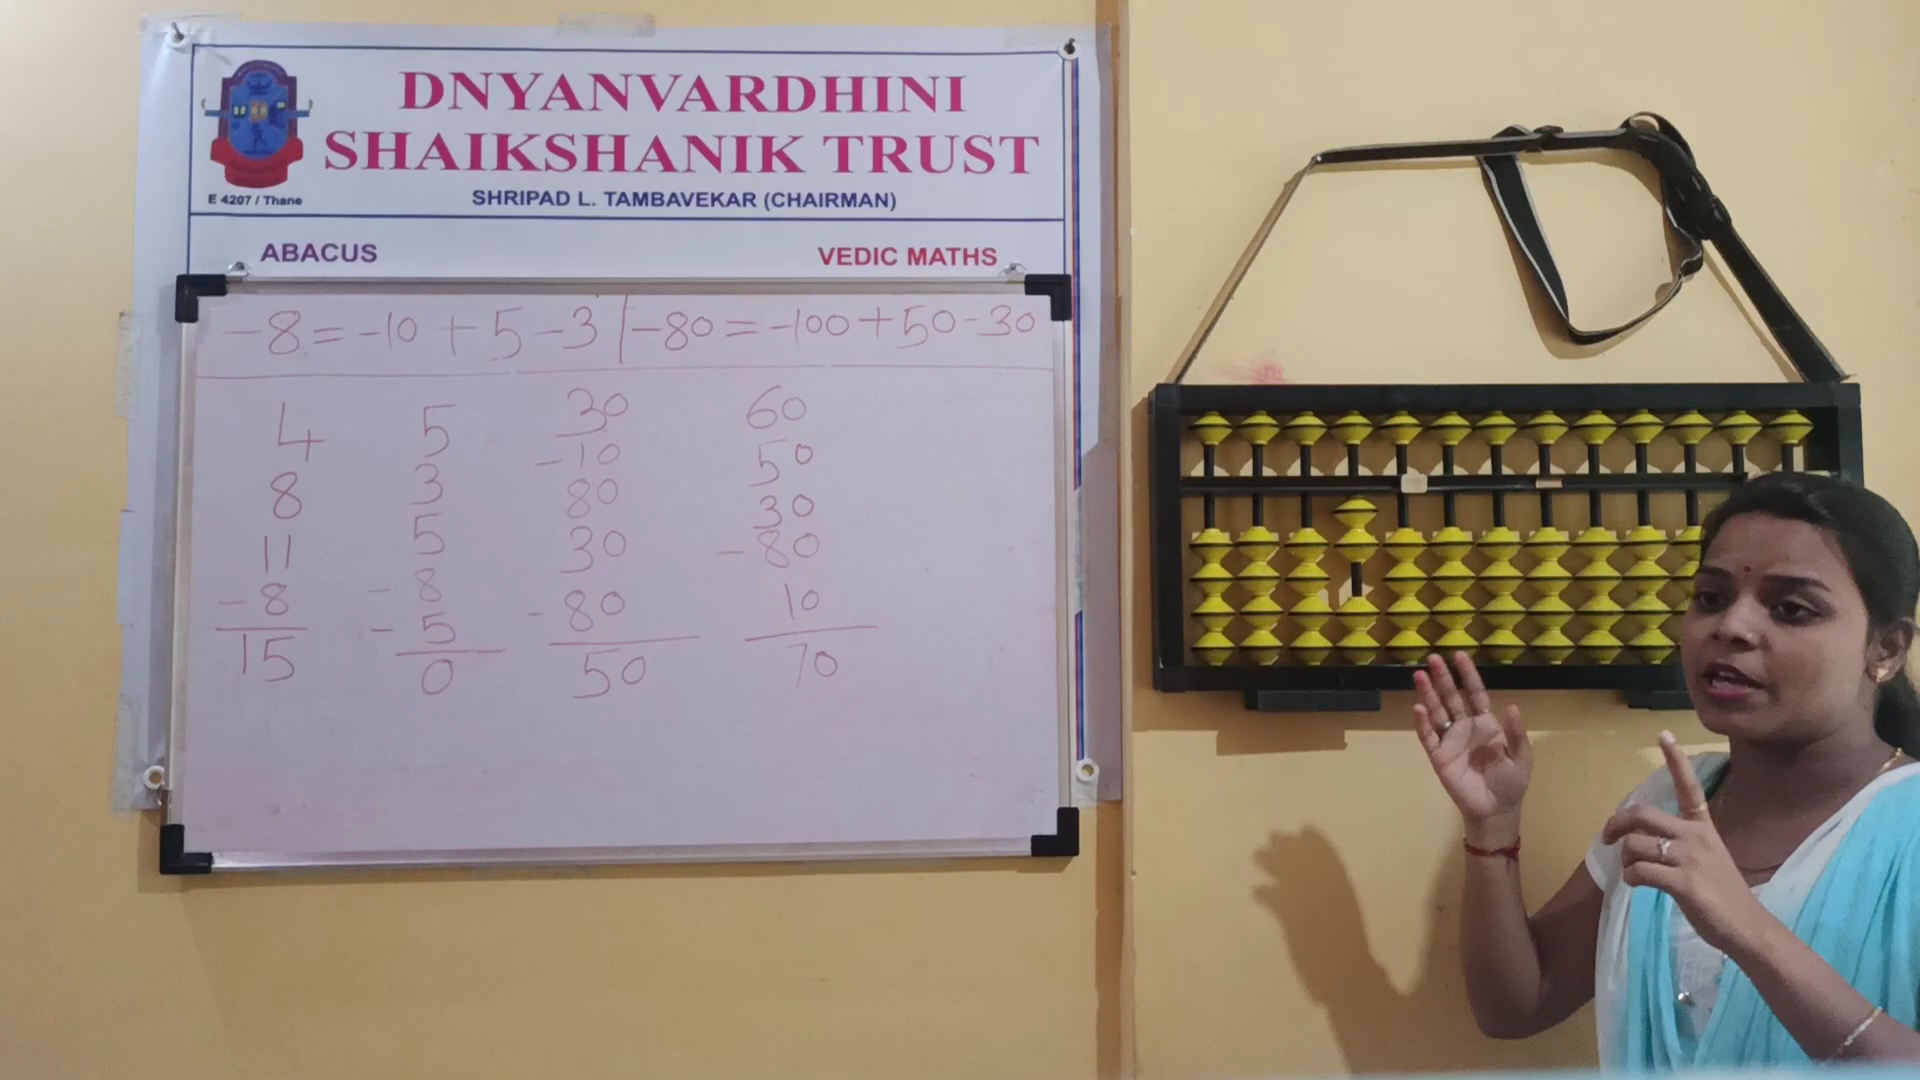 DNYANVARDHINI
SHAIKSHANIK TRUST
E 4207 / Thane
SHRIPAD L. TAMBAVEKAR (CHAIRMAN)
ABACUS VEDIC MATHS
-8 = -10 + 5 - 3 | -80 = -100 + 50 - 30
4 5 30 60
8 3 -10 50
11 5 80 30
-8 -8 30 -80
15 -5 -80 10
0 50 70